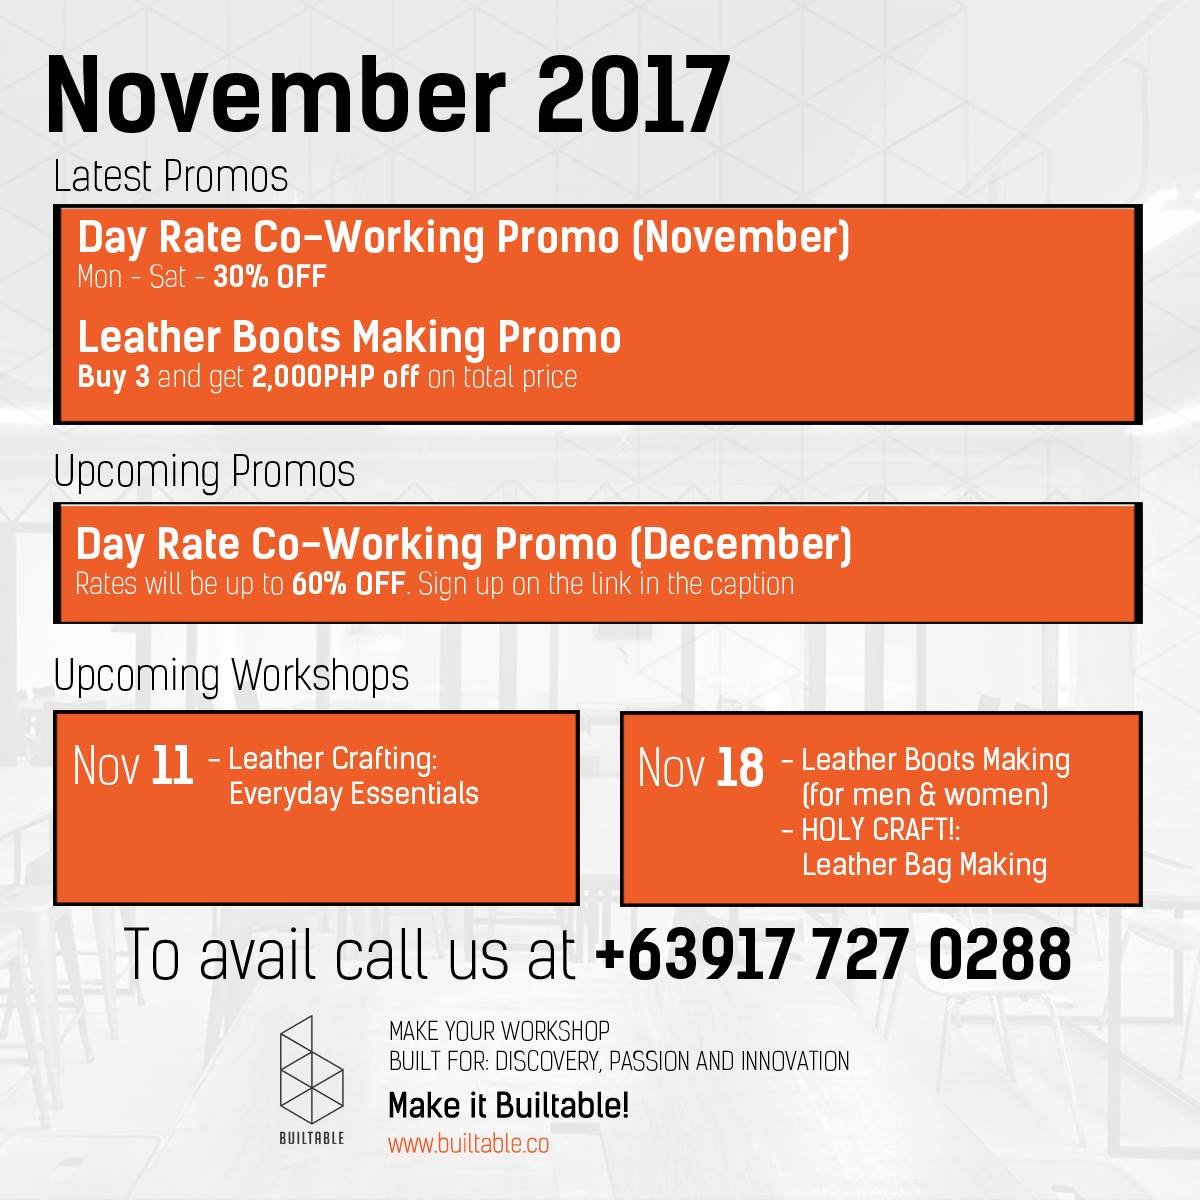 November 2017
Latest Promos
Day Rate Co-Working Promo (November)
Mon - Sat - 30% OFF
Leather Boots Making Promo
Buy 3 and get 2,000PHP off on total price
Upcoming Promos
Day Rate Co-Working Promo (December)
Rates will be up to 60% OFF. Sign up on the link in the caption
Upcoming Workshops
Nov 11 - Leather Crafting:
Everyday Essentials
Nov 18 - Leather Boots Making
(for men & women)
- HOLY CRAFT!:
Leather Bag Making
To avail call us at +63917 727 0288
MAKE YOUR WORKSHOP
BUILT FOR: DISCOVERY, PASSION AND INNOVATION
Make it Builtable!
www.builtable.co
BUILTABLE